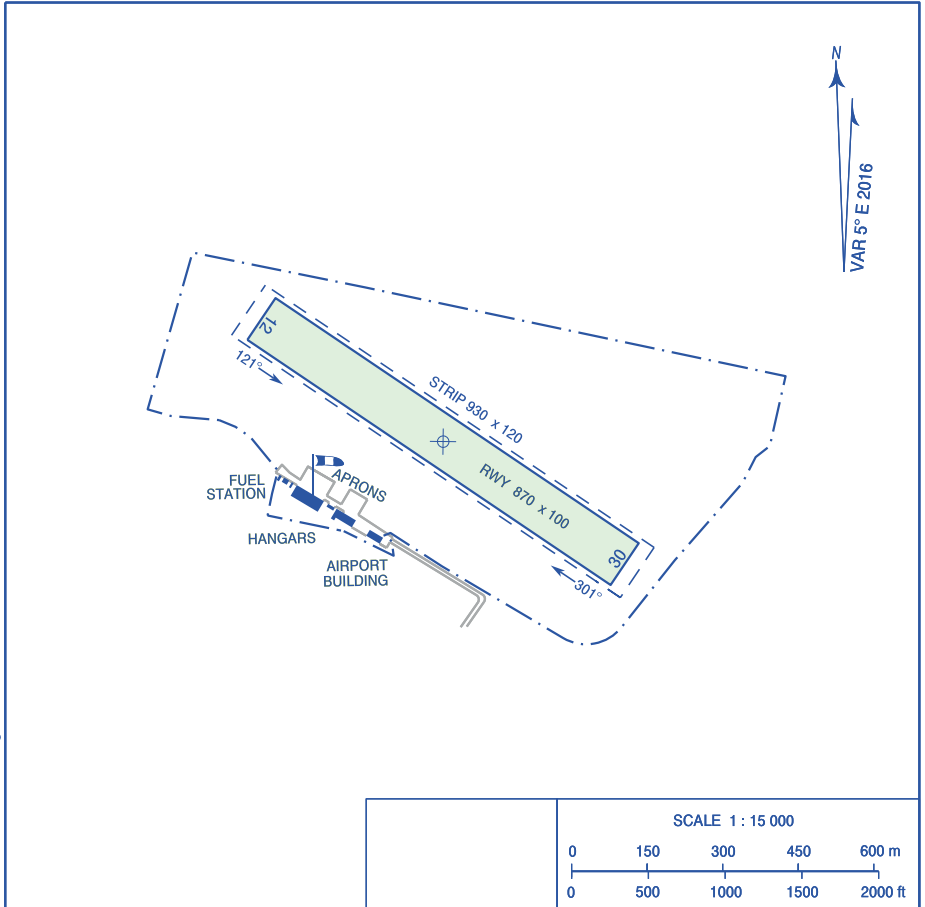 N
VAR 5° E 2016
12
121°
STRIP 930 x 120
RWY 870 x 100
30
301°
APRONS
FUEL
STATION
HANGARS
AIRPORT
BUILDING
SCALE 1 : 15 000
0 150 300 450 600 m
0 500 1000 1500 2000 ft